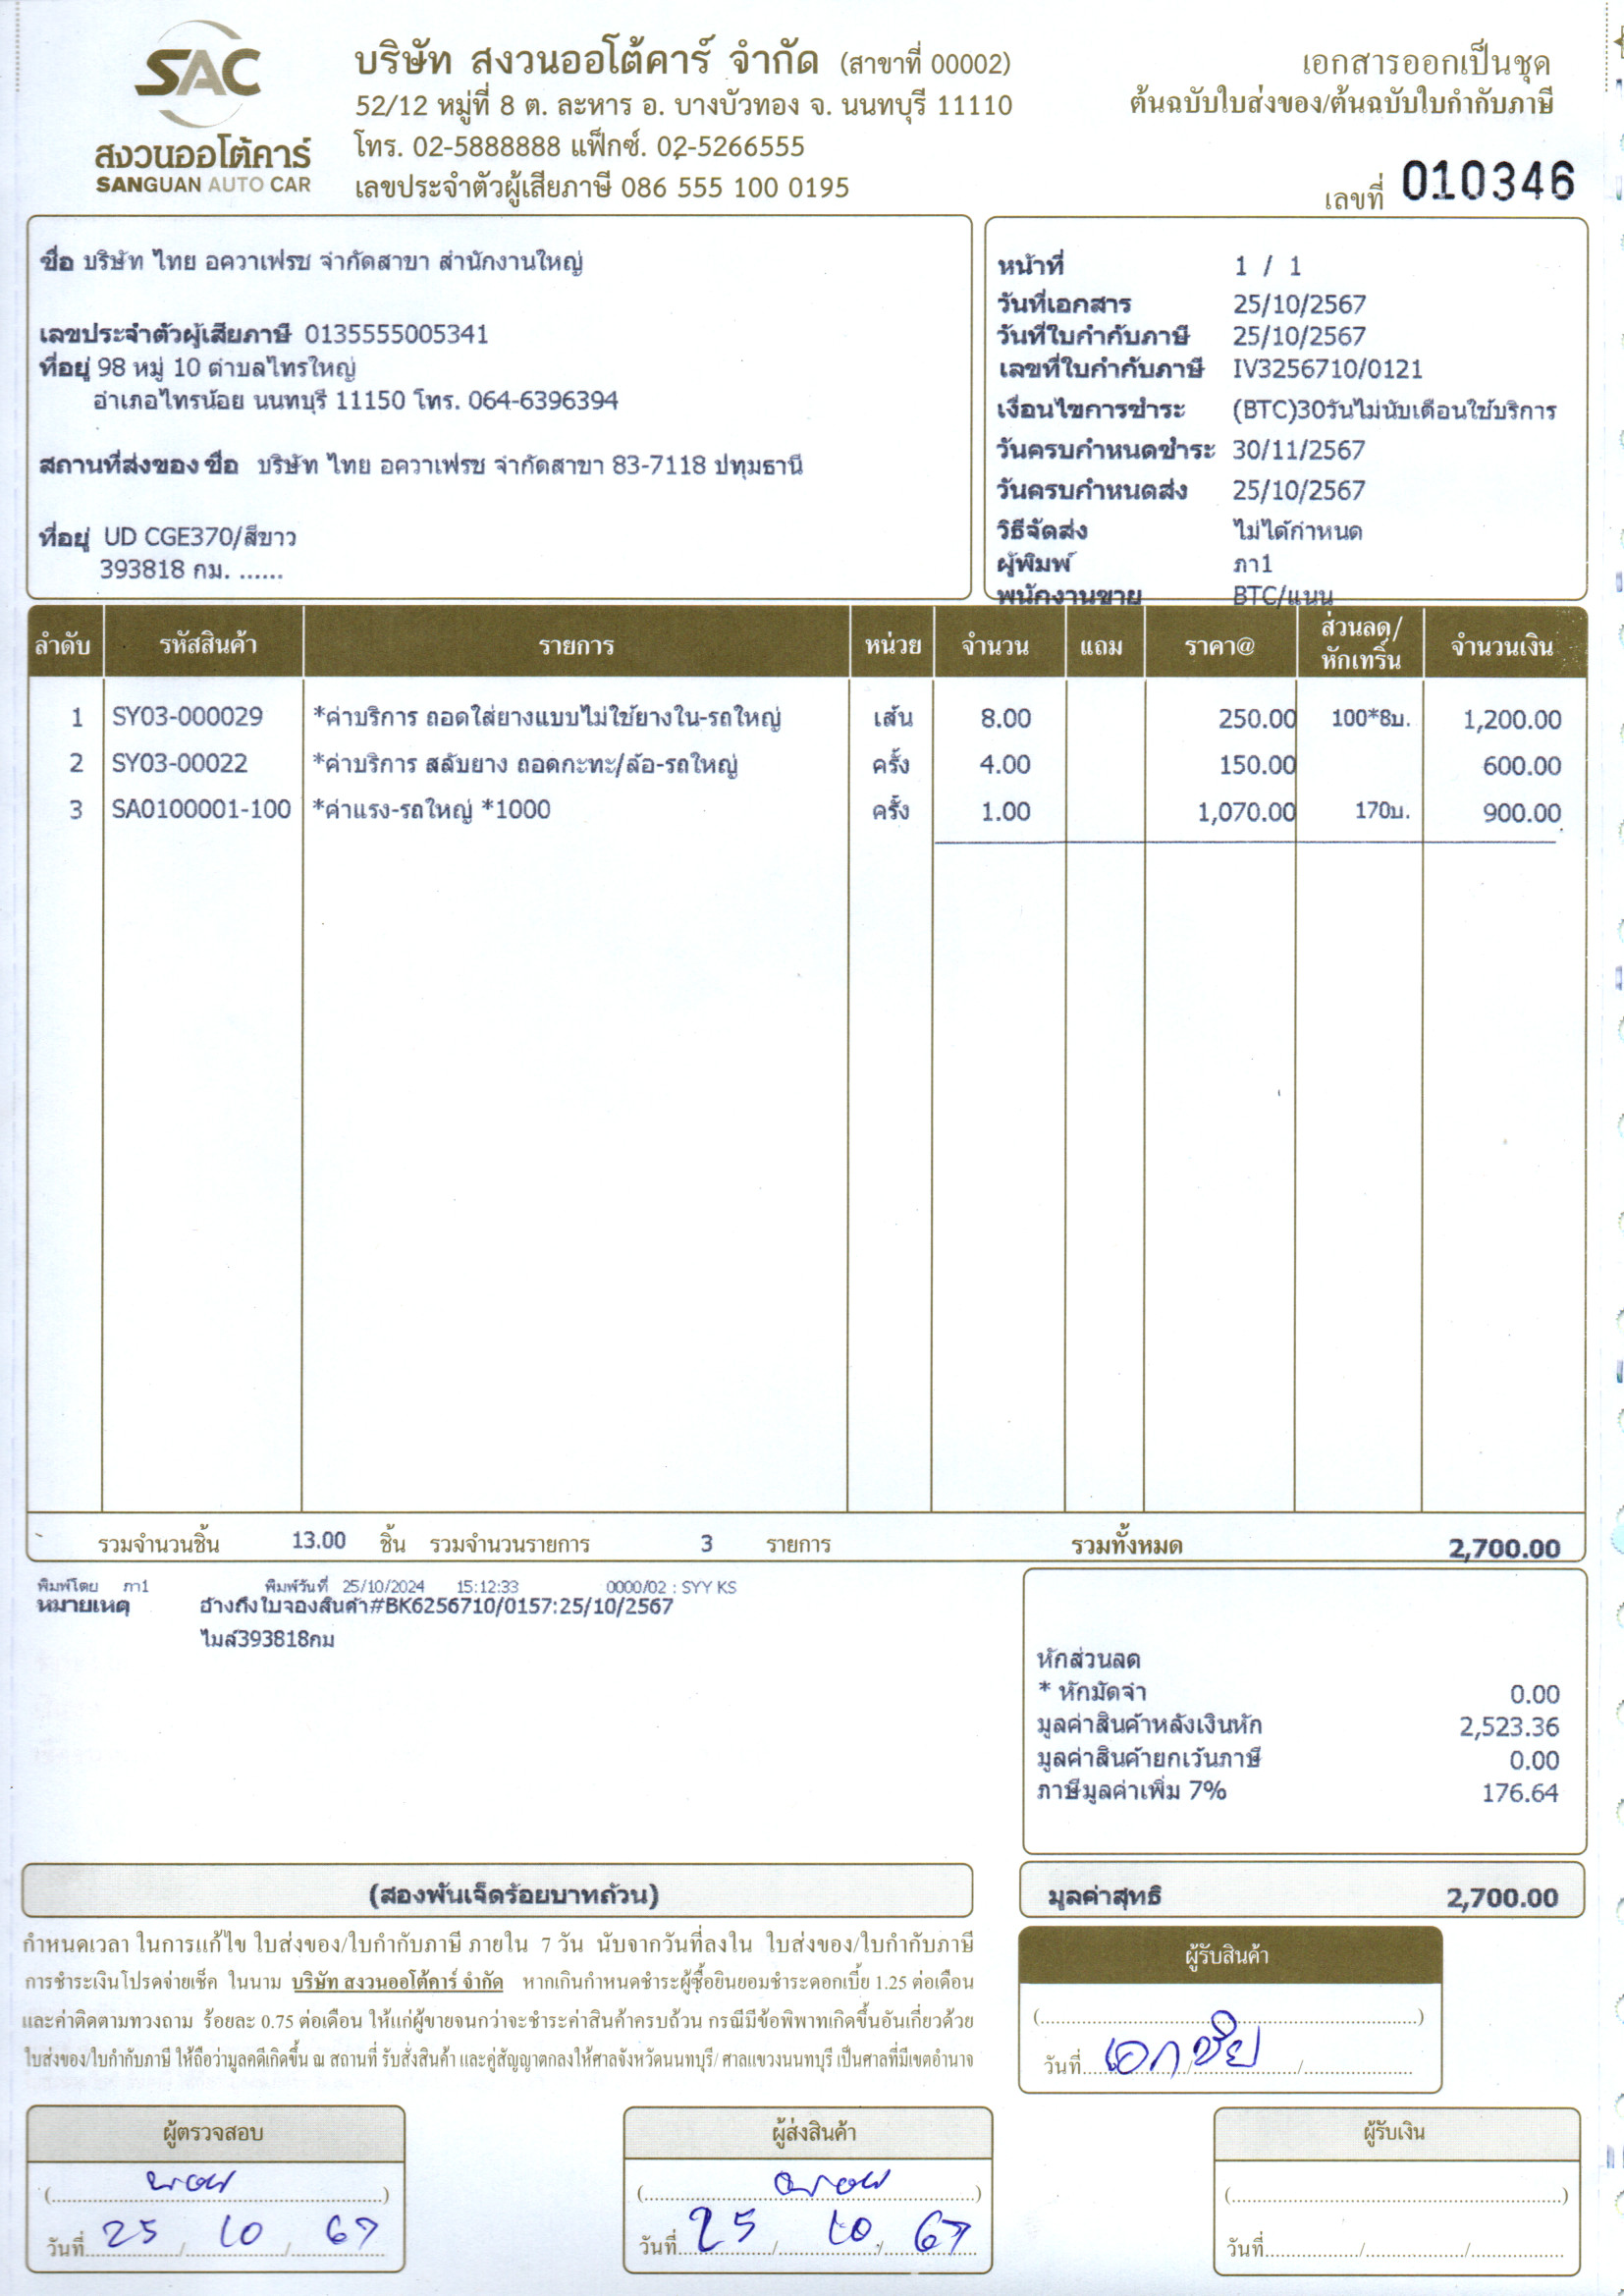 SAC
สงวนออโต้คาร์
SANGUAN AUTO CAR
บริษัท สงวนออโต้คาร์ จำกัด (สาขาที่ 00002)
52/12 หมู่ที่ 8 ต. ละหาร อ. บางบัวทอง จ. นนทบุรี 11110
โทร. 02-5888888 แฟ็กซ์. 02-5266555
เลขประจำตัวผู้เสียภาษี 086 555 100 0195
เอกสารออกเป็นชุด
ต้นฉบับใบส่งของ/ต้นฉบับใบกำกับภาษี
เลขที่ 010346
ชื่อ บริษัท ไทย อควาเฟรช จำกัดสาขา สำนักงานใหญ่
เลขประจำตัวผู้เสียภาษี 0135555005341
ที่อยู่ 98 หมู่ 10 ตำบลไทรใหญ่
อำเภอไทรน้อย นนทบุรี 11150 โทร. 064-6396394
สถานที่ส่งของ ชื่อ บริษัท ไทย อควาเฟรช จำกัดสาขา 83-7118 ปทุมธานี
ที่อยู่ UD CGE370/สีขาว
393818 กม. ......
หน้าที่ 1 / 1
วันที่เอกสาร 25/10/2567
วันที่ใบกำกับภาษี 25/10/2567
เลขที่ใบกำกับภาษี IV3256710/0121
เงื่อนไขการชำระ (BTC)30วันไม่นับเดือนใช้บริการ
วันครบกำหนดชำระ 30/11/2567
วันครบกำหนดส่ง 25/10/2567
วิธีจัดส่ง ไม่ได้กำหนด
ผู้พิมพ์ ภา1
พนักงานขาย BTC/แนน
ลำดับ รหัสสินค้า รายการ หน่วย จำนวน แถม ราคา@ ส่วนลด/หักเทริ์น จำนวนเงิน
1 SY03-000029 *ค่าบริการ ถอดใส่ยางแบบไม่ใช้ยางใน-รถใหญ่ เส้น 8.00 250.00 100*8บ. 1,200.00
2 SY03-00022 *ค่าบริการ สลับยาง ถอดกะทะ/ล้อ-รถใหญ่ ครั้ง 4.00 150.00 600.00
3 SA0100001-100 *ค่าแรง-รถใหญ่ *1000 ครั้ง 1.00 1,070.00 170บ. 900.00
รวมจำนวนชิ้น 13.00 ชิ้น รวมจำนวนรายการ 3 รายการ รวมทั้งหมด 2,700.00
พิมพ์โดย ภา1 พิมพ์วันที่ 25/10/2024 15:12:33 0000/02 : SYY KS
หมายเหตุ อ้างถึงใบจองสินค้า#BK6256710/0157:25/10/2567
ไมล์393818กม
หักส่วนลด
* หักมัดจำ 0.00
มูลค่าสินค้าหลังเงินหัก 2,523.36
มูลค่าสินค้ายกเว้นภาษี 0.00
ภาษีมูลค่าเพิ่ม 7% 176.64
(สองพันเจ็ดร้อยบาทถ้วน)
มูลค่าสุทธิ 2,700.00
กำหนดเวลา ในการแก้ไข ใบส่งของ/ใบกำกับภาษี ภายใน 7 วัน นับจากวันที่ลงใน ใบส่งของ/ใบกำกับภาษี
การชำระเงินโปรดจ่ายเช็ค ในนาม บริษัท สงวนออโต้คาร์ จำกัด หากเกินกำหนดชำระผู้ซื้อยินยอมชำระดอกเบี้ย 1.25 ต่อเดือน
และค่าติดตามทวงถาม ร้อยละ 0.75 ต่อเดือน ให้แก่ผู้ขายจนกว่าจะชำระค่าสินค้าครบถ้วน กรณีมีข้อพิพาทเกิดขึ้นอันเกี่ยวด้วย
ใบส่งของ/ใบกำกับภาษี ให้ถือว่ามูลคดีเกิดขึ้น ณ สถานที่ รับสั่งสินค้า และคู่สัญญาตกลงให้ศาลจังหวัดนนทบุรี/ ศาลแขวงนนทบุรี เป็นศาลที่มีเขตอำนาจ
ผู้รับสินค้า
วันที่ เอกชัย
ผู้ตรวจสอบ
วันที่ 25 / 10 / 67
ผู้ส่งสินค้า
วันที่ 25 / 10 / 67
ผู้รับเงิน
วันที่